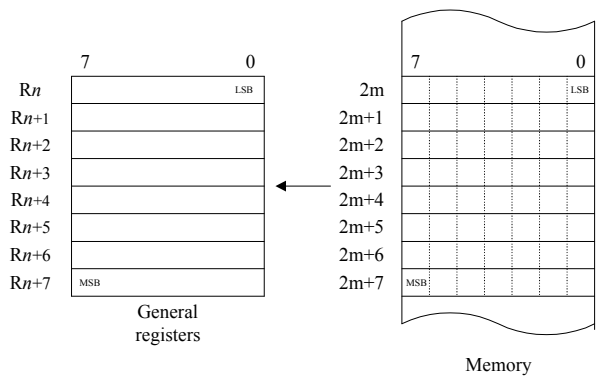 7 0
Rn LSB
Rn+1
Rn+2
Rn+3
Rn+4
Rn+5
Rn+6
Rn+7 MSB
General
registers
7 0
2m LSB
2m+1
2m+2
2m+3
2m+4
2m+5
2m+6
2m+7 MSB
Memory